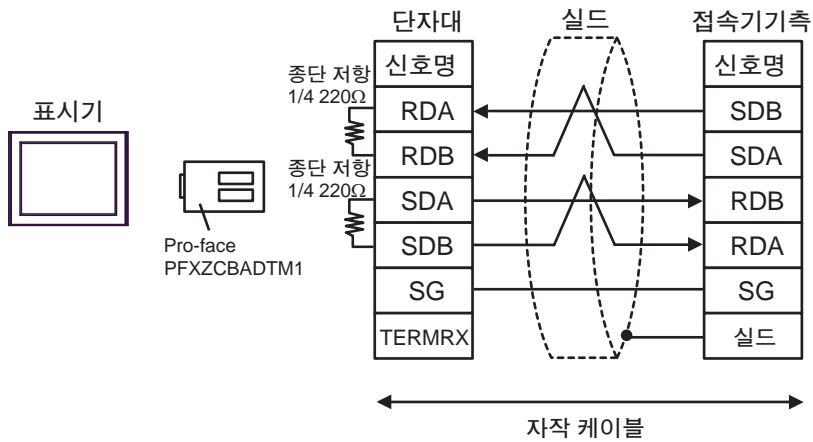 단자대
실드
접속기기측
표시기
종단 저항
1/4 220Ω
종단 저항
1/4 220Ω
Pro-face
PFXZCBADTM1
신호명
RDA
RDB
SDA
SDB
SG
TERMRX
신호명
SDB
SDA
RDB
RDA
SG
실드
자작 케이블